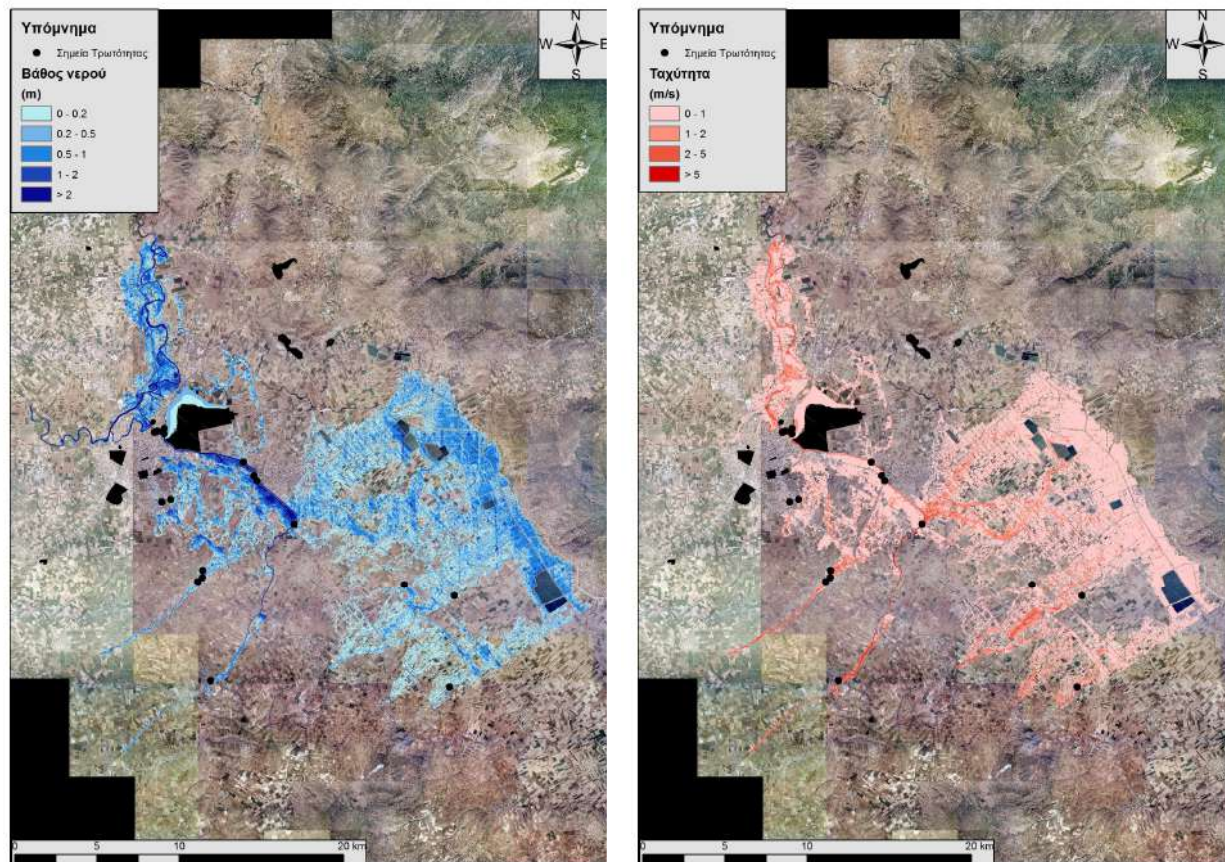 Υπόμνημα
Σημεία Τρωτότητας
Βάθος νερού
(m)
0 - 0.2
0.2 - 0.5
0.5 - 1
1 - 2
> 2
N
W E
S
0 5 10 20 km
Υπόμνημα
Σημεία Τρωτότητας
Ταχύτητα
(m/s)
0 - 1
1 - 2
2 - 5
> 5
N
W
S
0 5 10 20 km